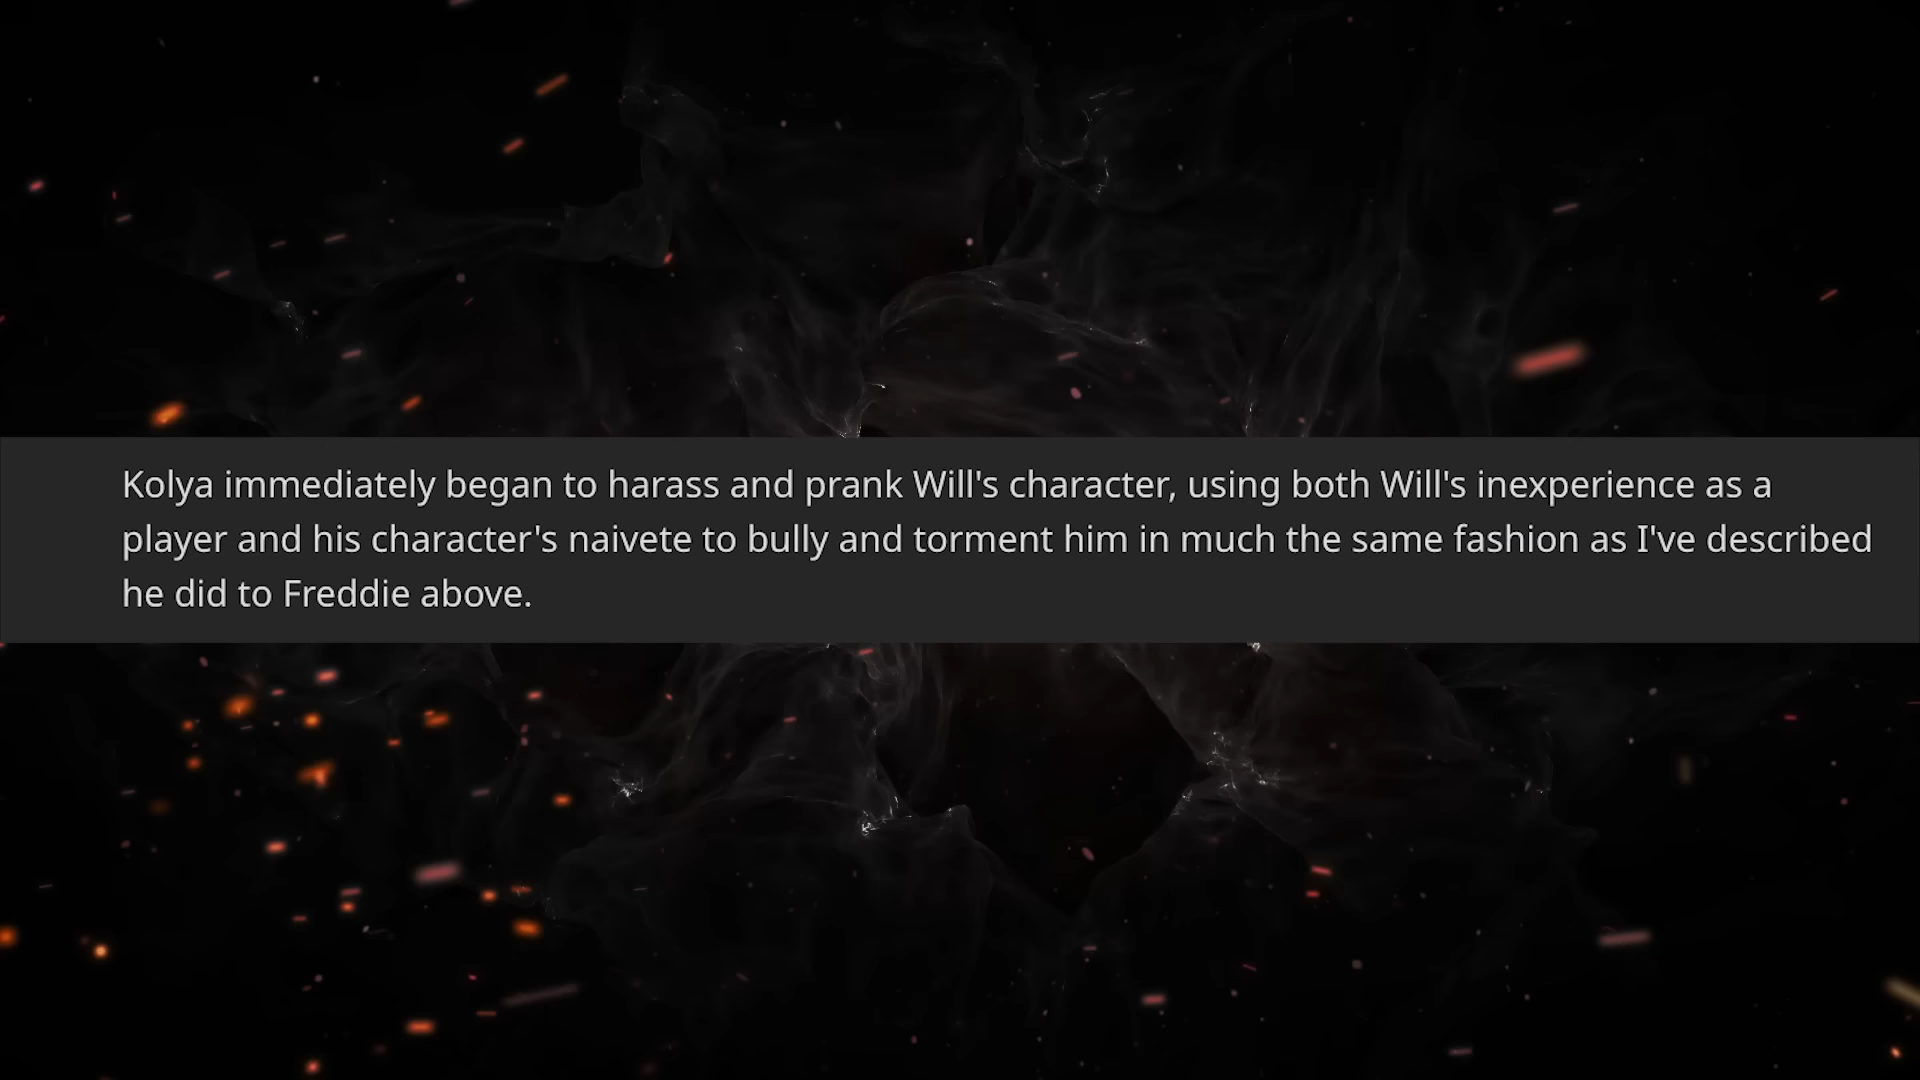 Kolya immediately began to harass and prank Will's character, using both Will's inexperience as a
player and his character's naivete to bully and torment him in much the same fashion as I've described
he did to Freddie above.